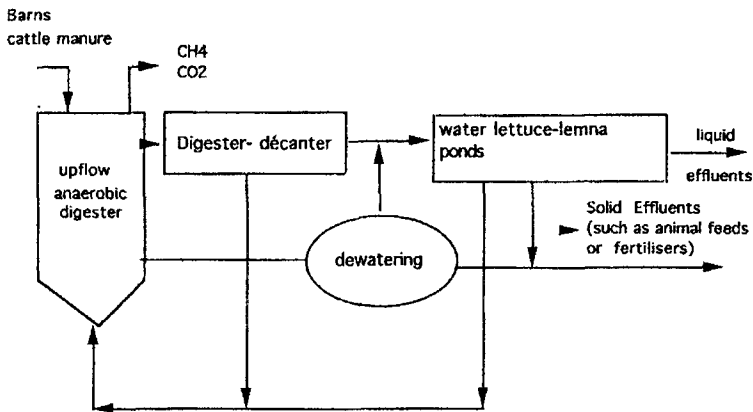 Barns
cattle manure
CH4
CO2
upflow
anaerobic
digester
Digester- décanter
water lettuce-lemna
ponds
liquid
effluents
Solid Effluents
(such as animal feeds
or fertilisers)
dewatering